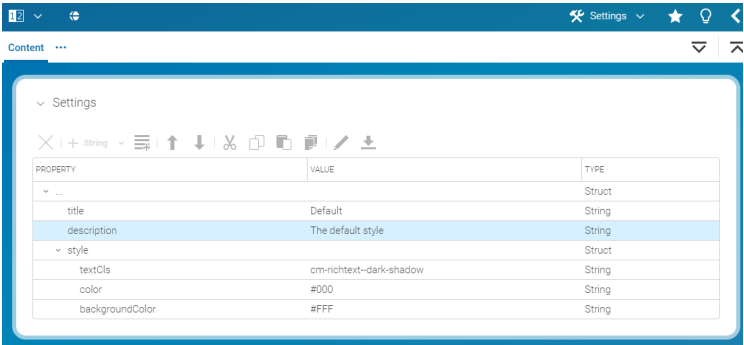 12 Settings
Content ...
Settings
String
PROPERTY VALUE TYPE
... Struct
title Default String
description The default style String
style Struct
textCls cm-richtext--dark-shadow String
color #000 String
backgroundColor #FFF String